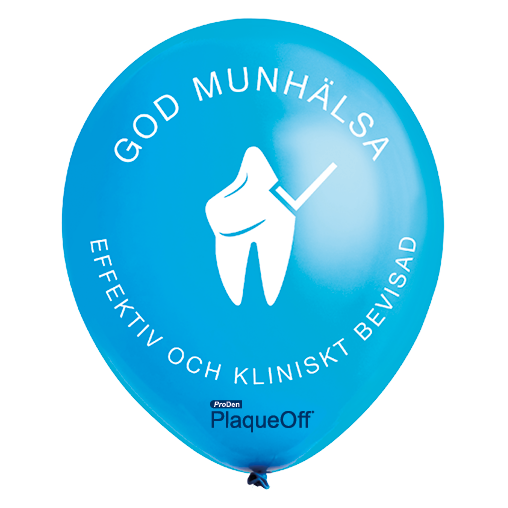 GOD MUNHÄLSA
EFFEKTIV OCH KLINISKT BEVISAD
ProDen
PlaqueOff®